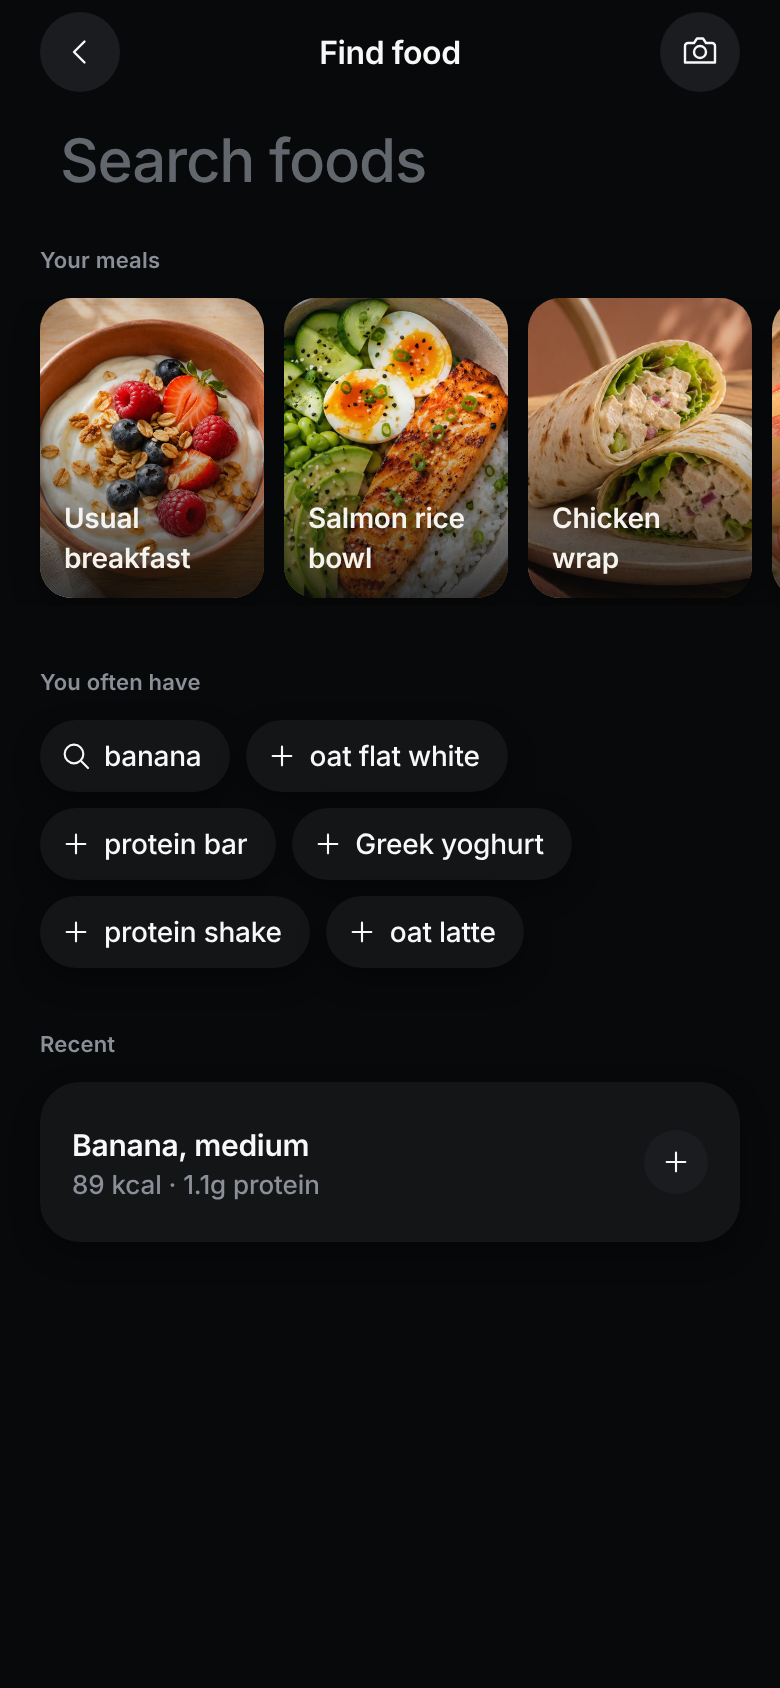 Find food
Search foods
Your meals
Usual
breakfast
Salmon rice
bowl
Chicken
wrap
You often have
banana
oat flat white
protein bar
Greek yoghurt
protein shake
oat latte
Recent
Banana, medium
89 kcal · 1.1g protein